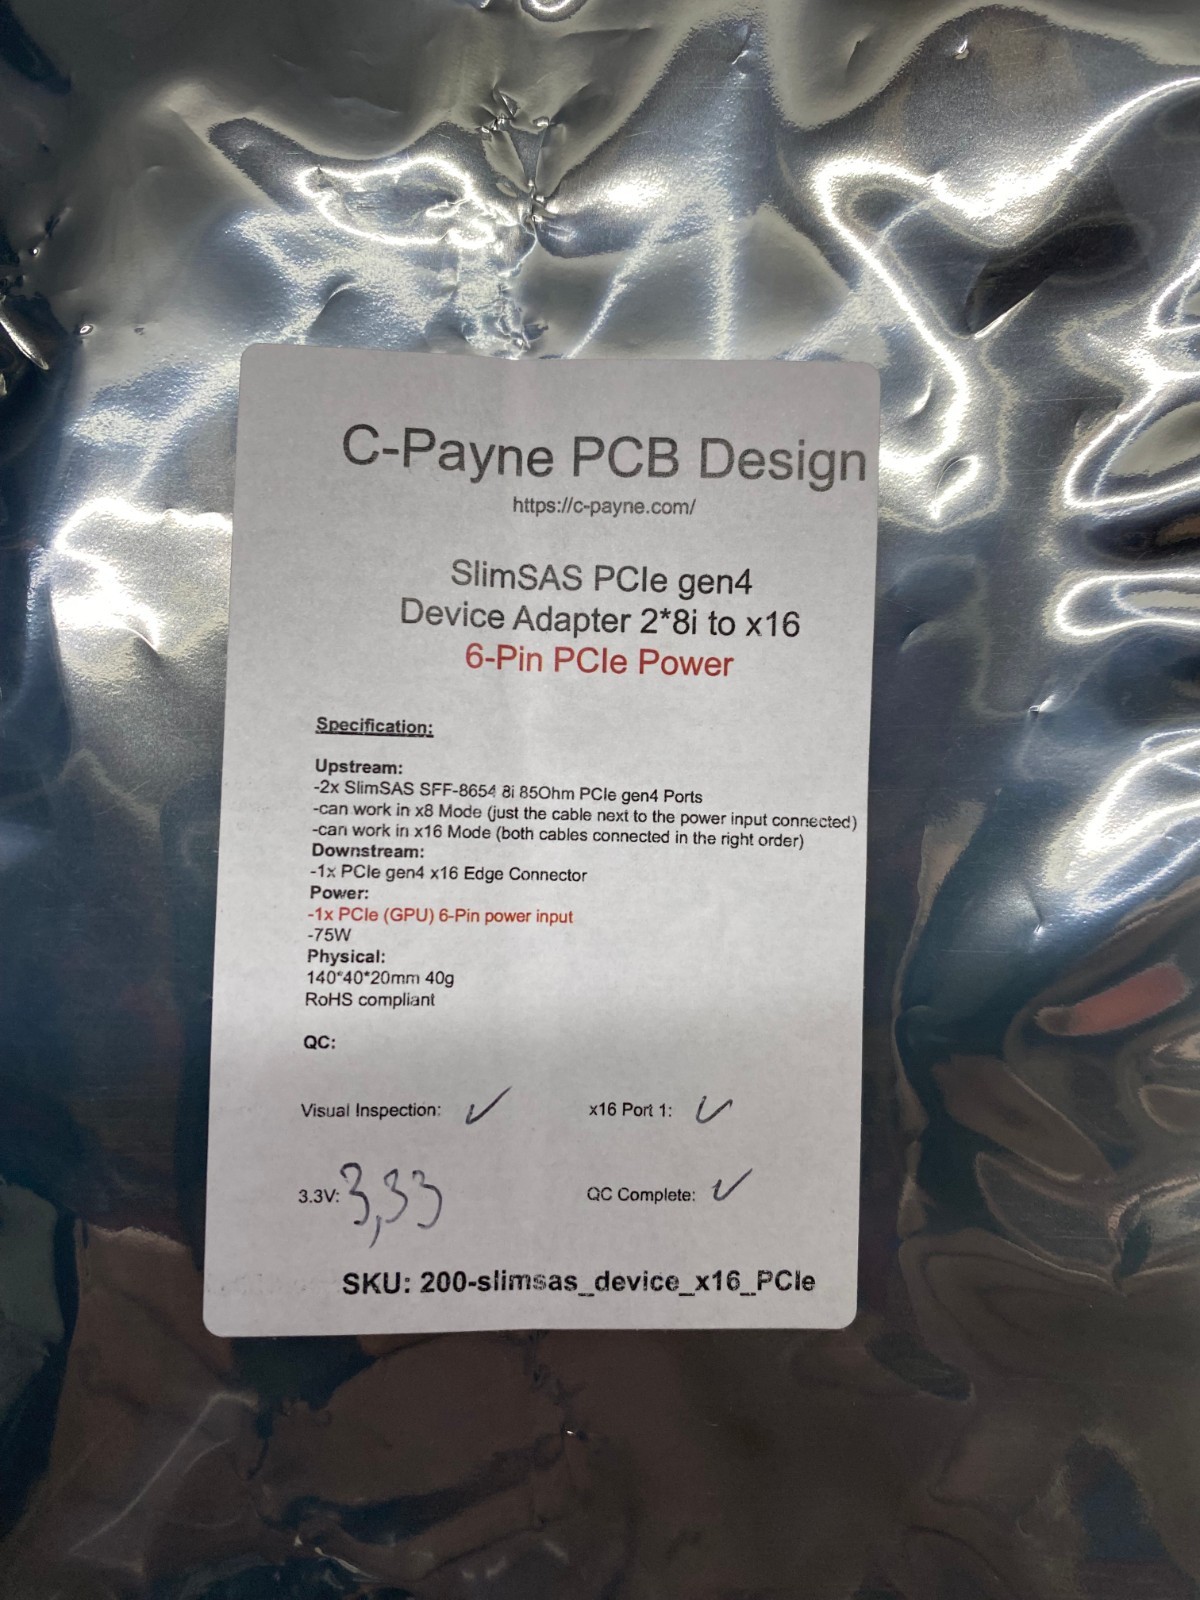 C-Payne PCB Design
https://c-payne.com/
SlimSAS PCIe gen4
Device Adapter 2*8i to x16
6-Pin PCIe Power
Specification:
Upstream:
-2x SlimSAS SFF-8654 8i 85Ohm PCIe gen4 Ports
-can work in x8 Mode (just the cable next to the power input connected)
-can work in x16 Mode (both cables connected in the right order)
Downstream:
-1x PCIe gen4 x16 Edge Connector
Power:
-1x PCIe (GPU) 6-Pin power input
-75W
Physical:
140*40*20mm 40g
RoHS compliant
QC:
Visual Inspection: ✓ x16 Port 1: ✓
3.3V: 3,33 QC Complete: ✓
SKU: 200-slimsas_device_x16_PCIe